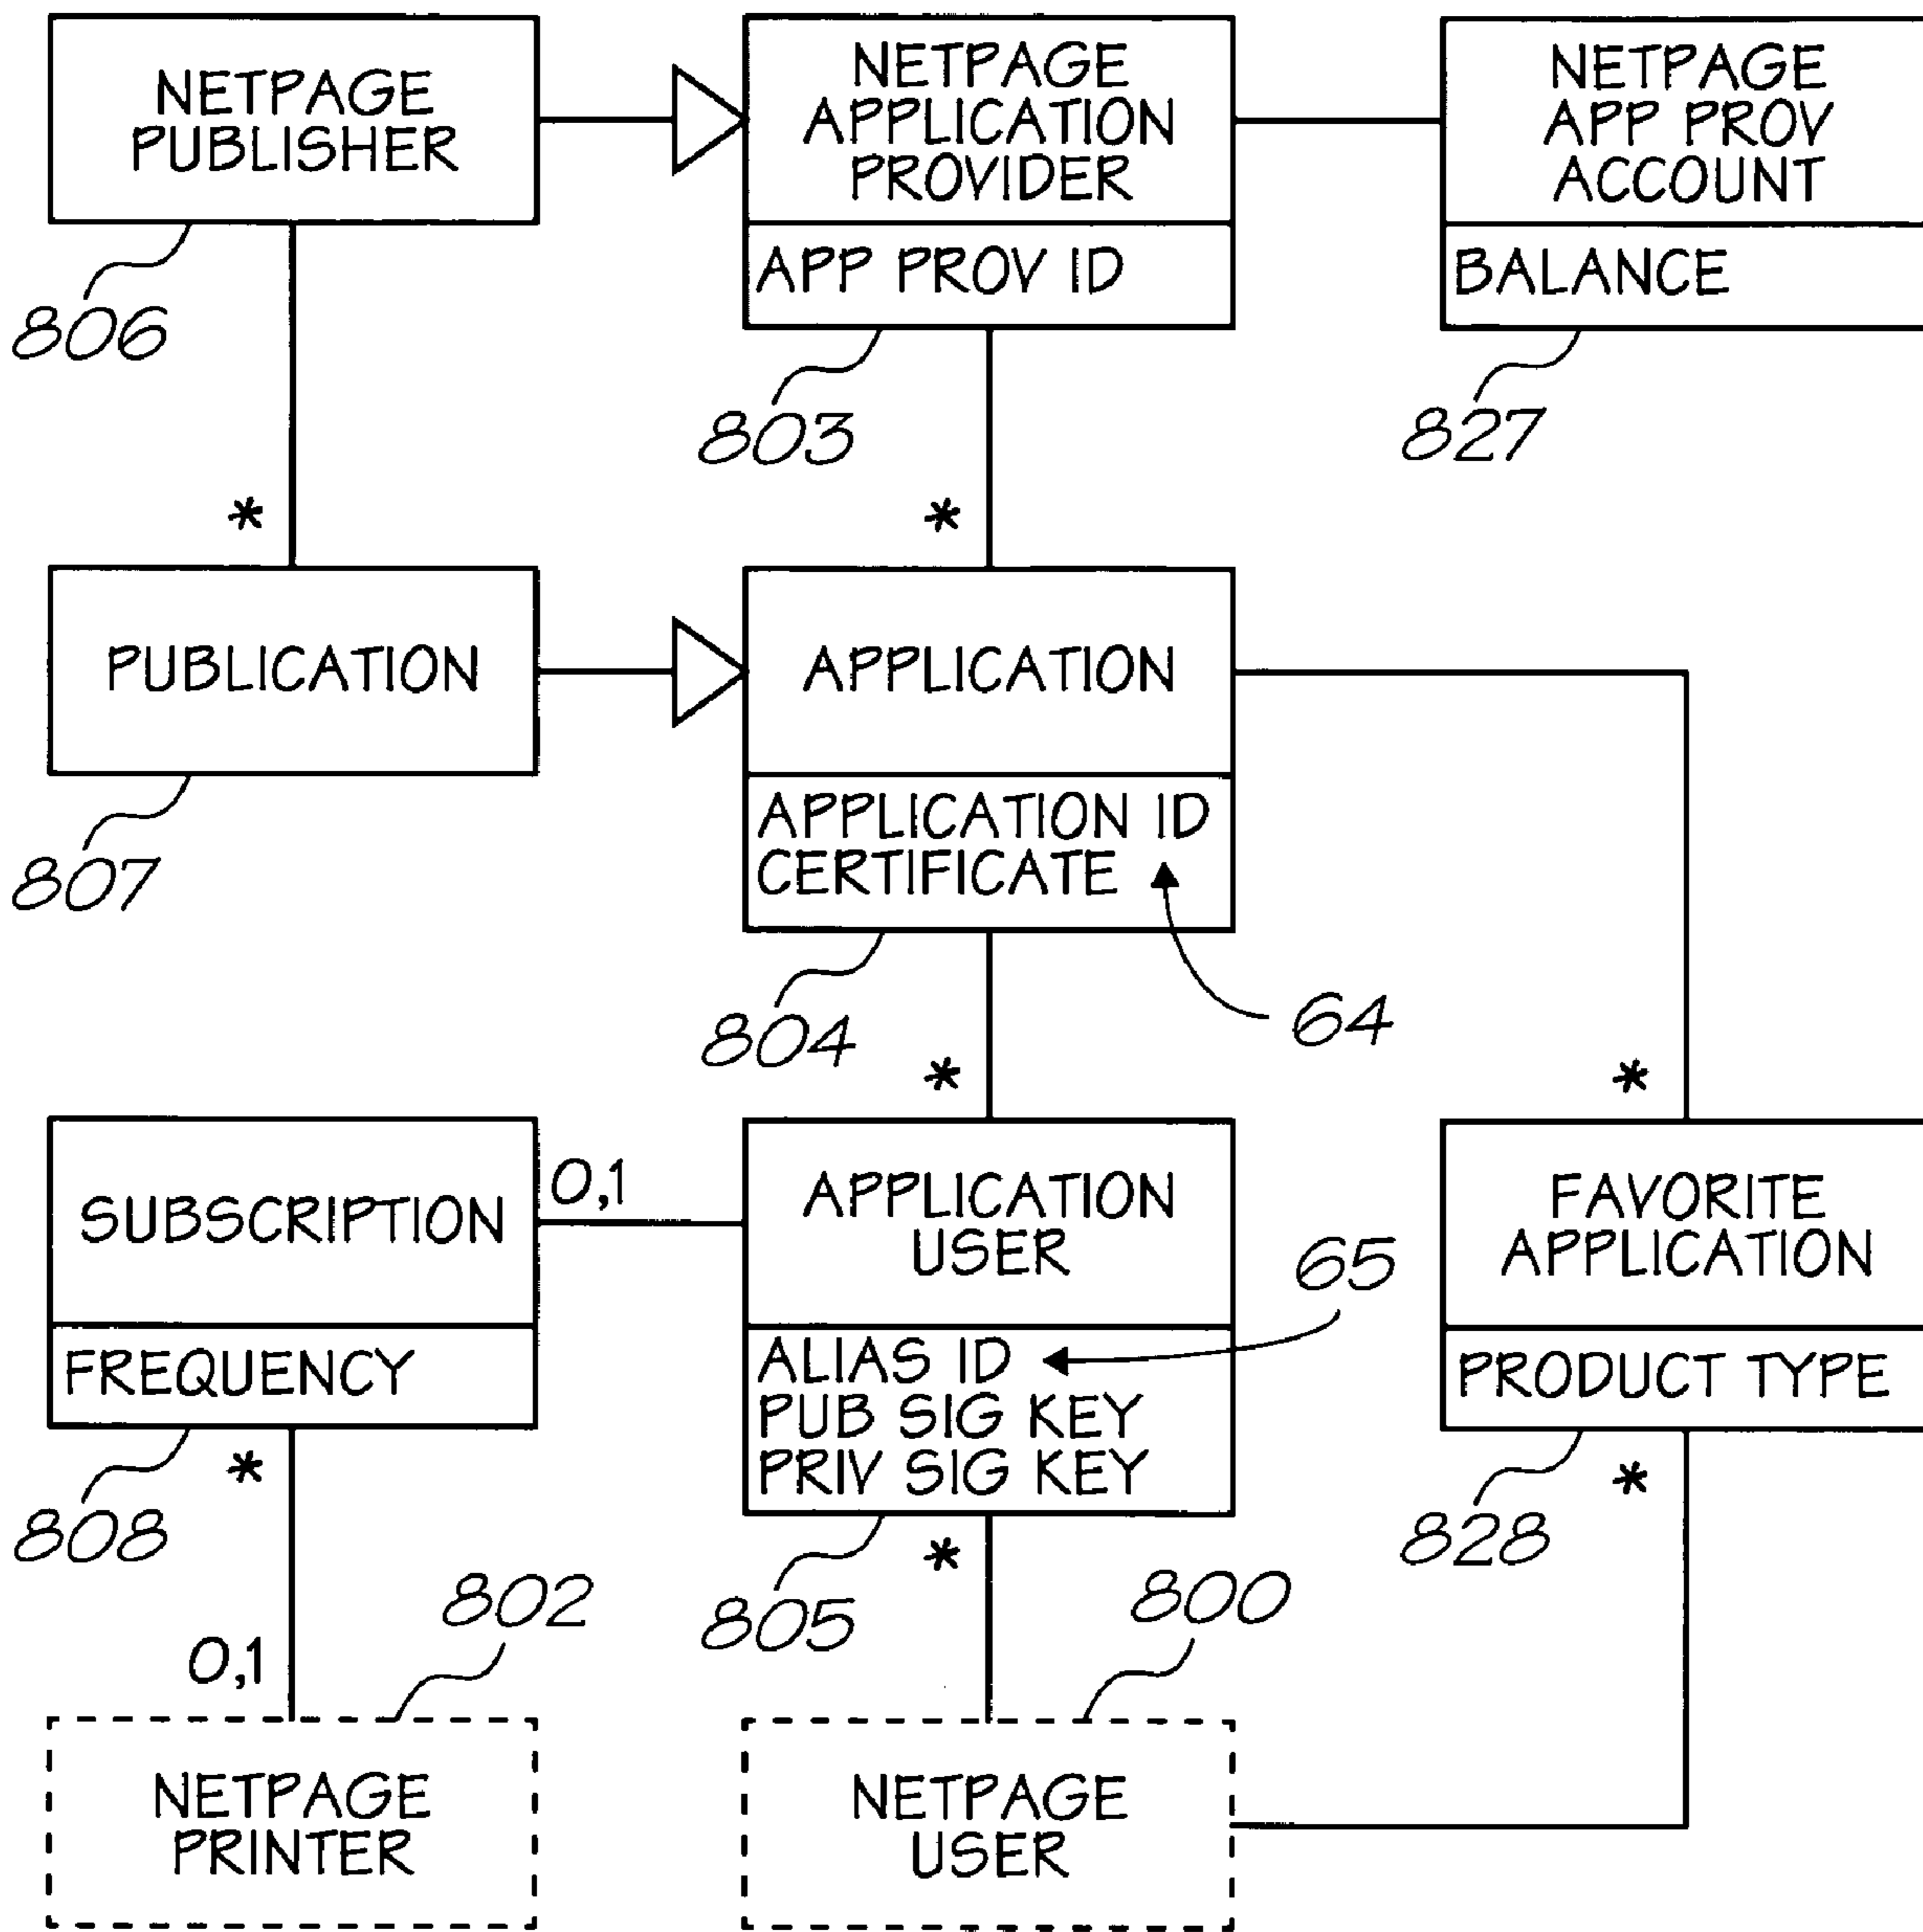 NETPAGE
PUBLISHER
NETPAGE
APPLICATION
PROVIDER
APP PROV ID
NETPAGE
APP PROV
ACCOUNT
BALANCE
806
803
827
*
*
PUBLICATION
APPLICATION
APPLICATION ID
CERTIFICATE
807
804
64
*
*
SUBSCRIPTION
FREQUENCY
0,1
APPLICATION
USER
ALIAS ID
PUB SIG KEY
PRIV SIG KEY
65
FAVORITE
APPLICATION
PRODUCT TYPE
808
*
805
*
828
*
802
800
0,1
NETPAGE
PRINTER
NETPAGE
USER